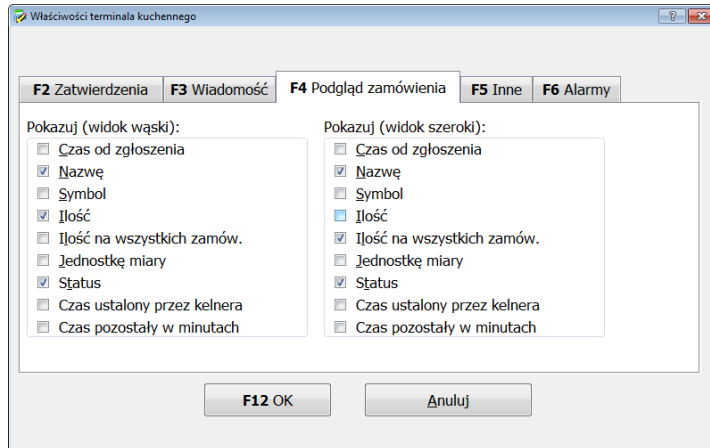 Właściwości terminala kuchennego
F2 Zatwierdzenia F3 Wiadomość F4 Podgląd zamówienia F5 Inne F6 Alarmy
Pokazuj (widok wąski):
Czas od zgłoszenia
Nazwę
Symbol
Ilość
Ilość na wszystkich zamów.
Jednostkę miary
Status
Czas ustalony przez kelnera
Czas pozostały w minutach
Pokazuj (widok szeroki):
Czas od zgłoszenia
Nazwę
Symbol
Ilość
Ilość na wszystkich zamów.
Jednostkę miary
Status
Czas ustalony przez kelnera
Czas pozostały w minutach
F12 OK Anuluj